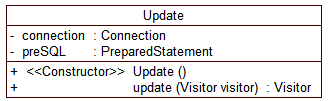 Update
- connection : Connection
- preSQL : PreparedStatement
+ <<Constructor>> Update ()
+ update (Visitor visitor) : Visitor